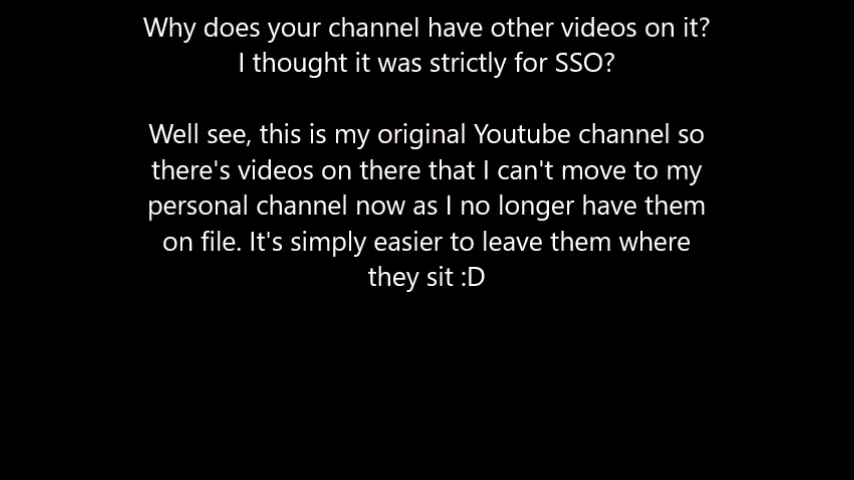 Why does your channel have other videos on it?
I thought it was strictly for SSO?
Well see, this is my original Youtube channel so
there's videos on there that I can't move to my
personal channel now as I no longer have them
on file. It's simply easier to leave them where
they sit :D